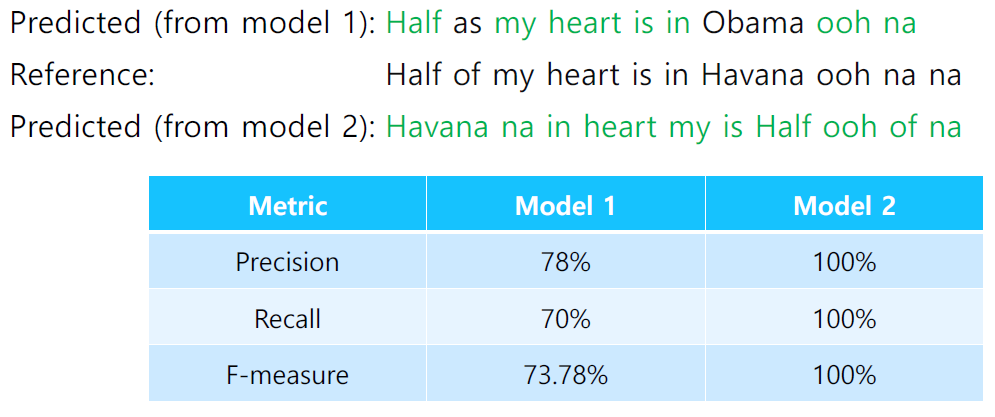 Predicted (from model 1): Half as my heart is in Obama ooh na
Reference: Half of my heart is in Havana ooh na na
Predicted (from model 2): Havana na in heart my is Half ooh of na
Metric Model 1 Model 2
Precision 78% 100%
Recall 70% 100%
F-measure 73.78% 100%